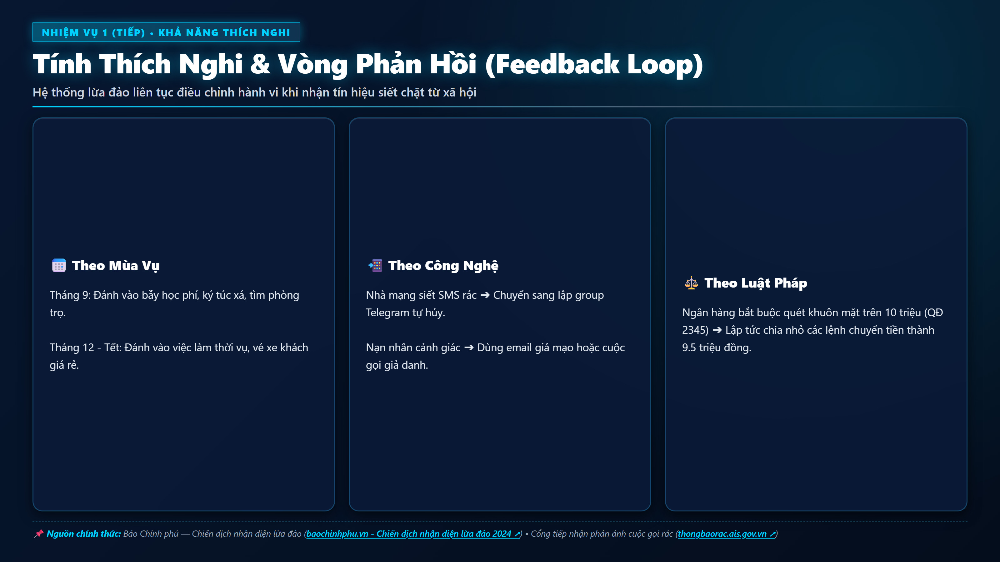 NHIỆM VỤ 1 (TIẾP) • KHẢ NĂNG THÍCH NGHI
Tính Thích Nghi & Vòng Phản Hồi (Feedback Loop)
Hệ thống lừa đảo liên tục điều chỉnh hành vi khi nhận tín hiệu siết chặt từ xã hội
Theo Mùa Vụ
Tháng 9: Đánh vào bẫy học phí, ký túc xá, tìm phòng
trọ.
Tháng 12 - Tết: Đánh vào việc làm thời vụ, vé xe khách
giá rẻ.
Theo Công Nghệ
Nhà mạng siết SMS rác ➔ Chuyển sang lập group
Telegram tự hủy.
Nạn nhân cảnh giác ➔ Dùng email giả mạo hoặc cuộc
gọi giả danh.
Theo Luật Pháp
Ngân hàng bắt buộc quét khuôn mặt trên 10 triệu (QĐ
2345) ➔ Lập tức chia nhỏ các lệnh chuyển tiền thành
9.5 triệu đồng.
📌 Nguồn chính thức: Báo Chính phủ — Chiến dịch nhận diện lừa đảo (baochinhphu.vn - Chiến dịch nhận diện lừa đảo 2024 ↗) • Cổng tiếp nhận phản ánh cuộc gọi rác (thongbaorac.ais.gov.vn ↗)